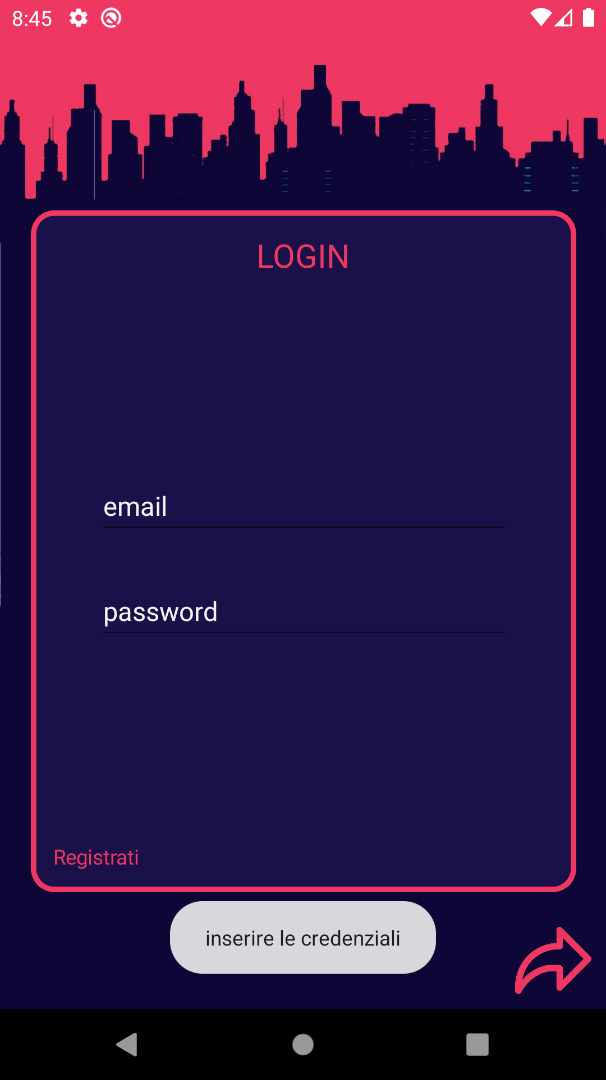 8:45
LOGIN
email
password
Registrati
inserire le credenziali